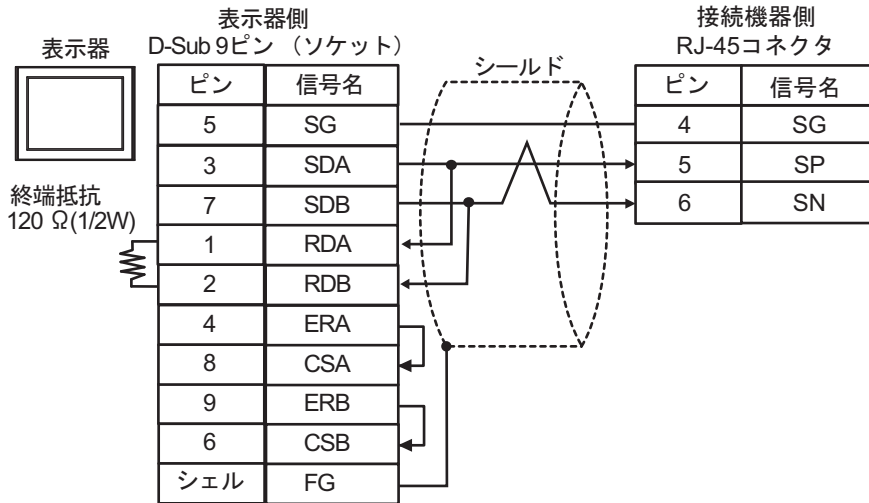 表示器側
D-Sub 9ピン （ソケット）
接続機器側
RJ-45コネクタ
表示器
シールド
ピン 信号名
5 SG
3 SDA
7 SDB
1 RDA
2 RDB
4 ERA
8 CSA
9 ERB
6 CSB
シェル FG
終端抵抗
120 Ω(1/2W)
ピン 信号名
4 SG
5 SP
6 SN